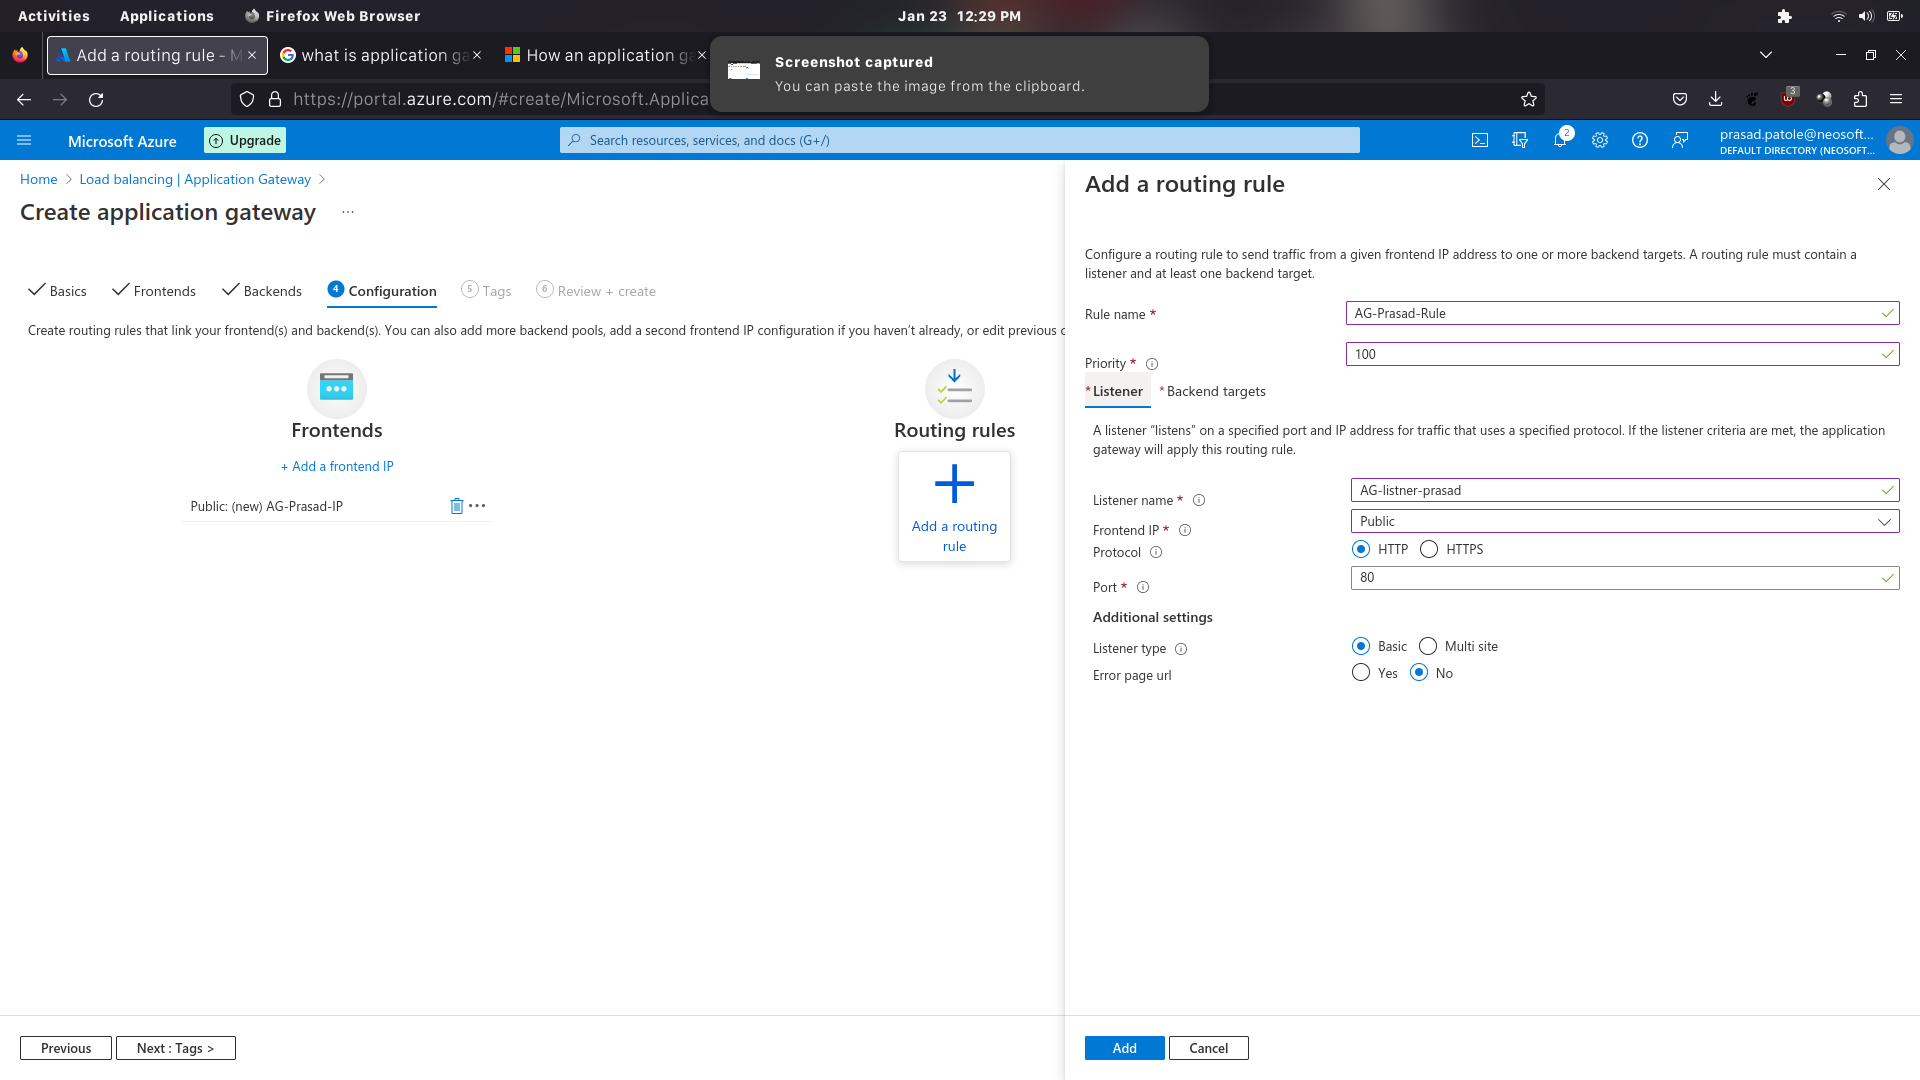 Activities Applications Firefox Web Browser Jan 23 12:29 PM
Add a routing rule - M what is application ga How an application ga
Screenshot captured
You can paste the image from the clipboard.
https://portal.azure.com/#create/Microsoft.Applica
3
Microsoft Azure Upgrade Search resources, services, and docs (G+/) 2 prasad.patole@neosoft...
DEFAULT DIRECTORY (NEOSOFT...
Home > Load balancing | Application Gateway >
Create application gateway ...
Basics Frontends Backends 4 Configuration 5 Tags 6 Review + create
Create routing rules that link your frontend(s) and backend(s). You can also add more backend pools, add a second frontend IP configuration if you haven't already, or edit previous c
Frontends
+ Add a frontend IP
Public: (new) AG-Prasad-IP
Routing rules
Add a routing
rule
Previous Next : Tags >
Add a routing rule
Configure a routing rule to send traffic from a given frontend IP address to one or more backend targets. A routing rule must contain a
listener and at least one backend target.
Rule name * AG-Prasad-Rule
Priority * 100
* Listener * Backend targets
A listener “listens” on a specified port and IP address for traffic that uses a specified protocol. If the listener criteria are met, the application
gateway will apply this routing rule.
Listener name * AG-listner-prasad
Frontend IP * Public
Protocol HTTP HTTPS
Port * 80
Additional settings
Listener type Basic Multi site
Error page url Yes No
Add Cancel